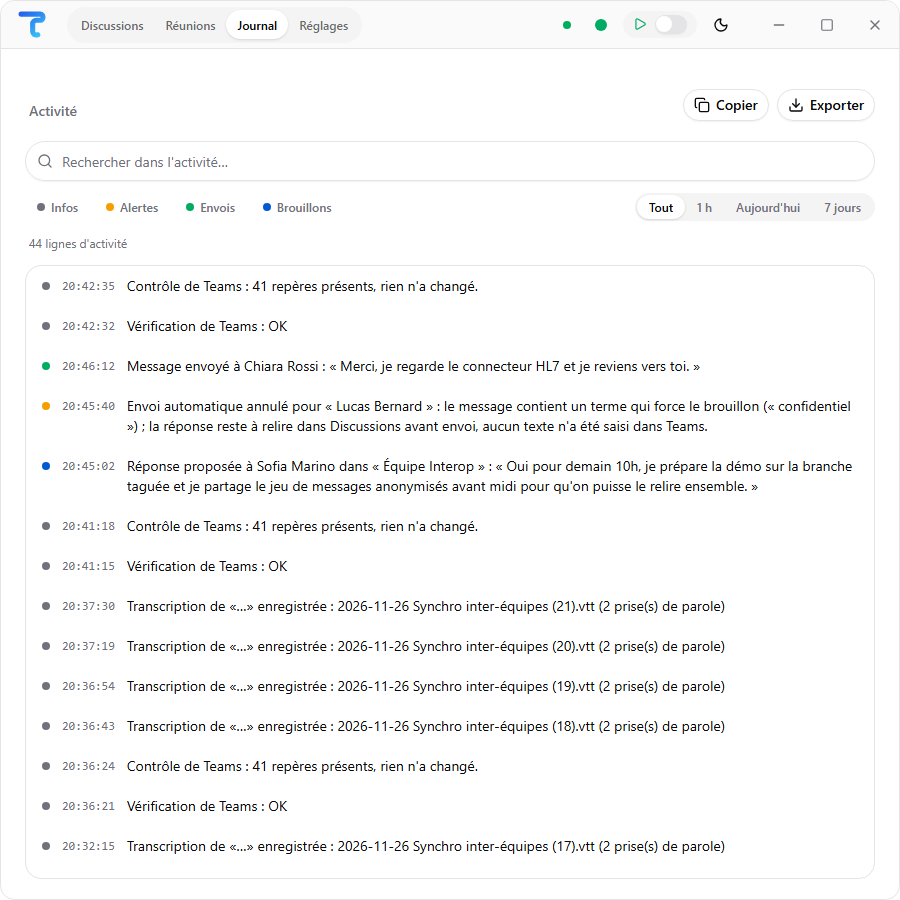 Discussions Réunions Journal Réglages
Activité
Copier Exporter
Rechercher dans l'activité...
Infos Alertes Envois Brouillons
Tout 1 h Aujourd'hui 7 jours
44 lignes d'activité
20:42:35 Contrôle de Teams : 41 repères présents, rien n'a changé.
20:42:32 Vérification de Teams : OK
20:46:12 Message envoyé à Chiara Rossi : « Merci, je regarde le connecteur HL7 et je reviens vers toi. »
20:45:40 Envoi automatique annulé pour « Lucas Bernard » : le message contient un terme qui force le brouillon (« confidentiel
») ; la réponse reste à relire dans Discussions avant envoi, aucun texte n'a été saisi dans Teams.
20:45:02 Réponse proposée à Sofia Marino dans « Équipe Interop » : « Oui pour demain 10h, je prépare la démo sur la branche
taguée et je partage le jeu de messages anonymisés avant midi pour qu'on puisse le relire ensemble. »
20:41:18 Contrôle de Teams : 41 repères présents, rien n'a changé.
20:41:15 Vérification de Teams : OK
20:37:30 Transcription de «...» enregistrée : 2026-11-26 Synchro inter-équipes (21).vtt (2 prise(s) de parole)
20:37:19 Transcription de «...» enregistrée : 2026-11-26 Synchro inter-équipes (20).vtt (2 prise(s) de parole)
20:36:54 Transcription de «...» enregistrée : 2026-11-26 Synchro inter-équipes (19).vtt (2 prise(s) de parole)
20:36:43 Transcription de «...» enregistrée : 2026-11-26 Synchro inter-équipes (18).vtt (2 prise(s) de parole)
20:36:24 Contrôle de Teams : 41 repères présents, rien n'a changé.
20:36:21 Vérification de Teams : OK
20:32:15 Transcription de «...» enregistrée : 2026-11-26 Synchro inter-équipes (17).vtt (2 prise(s) de parole)